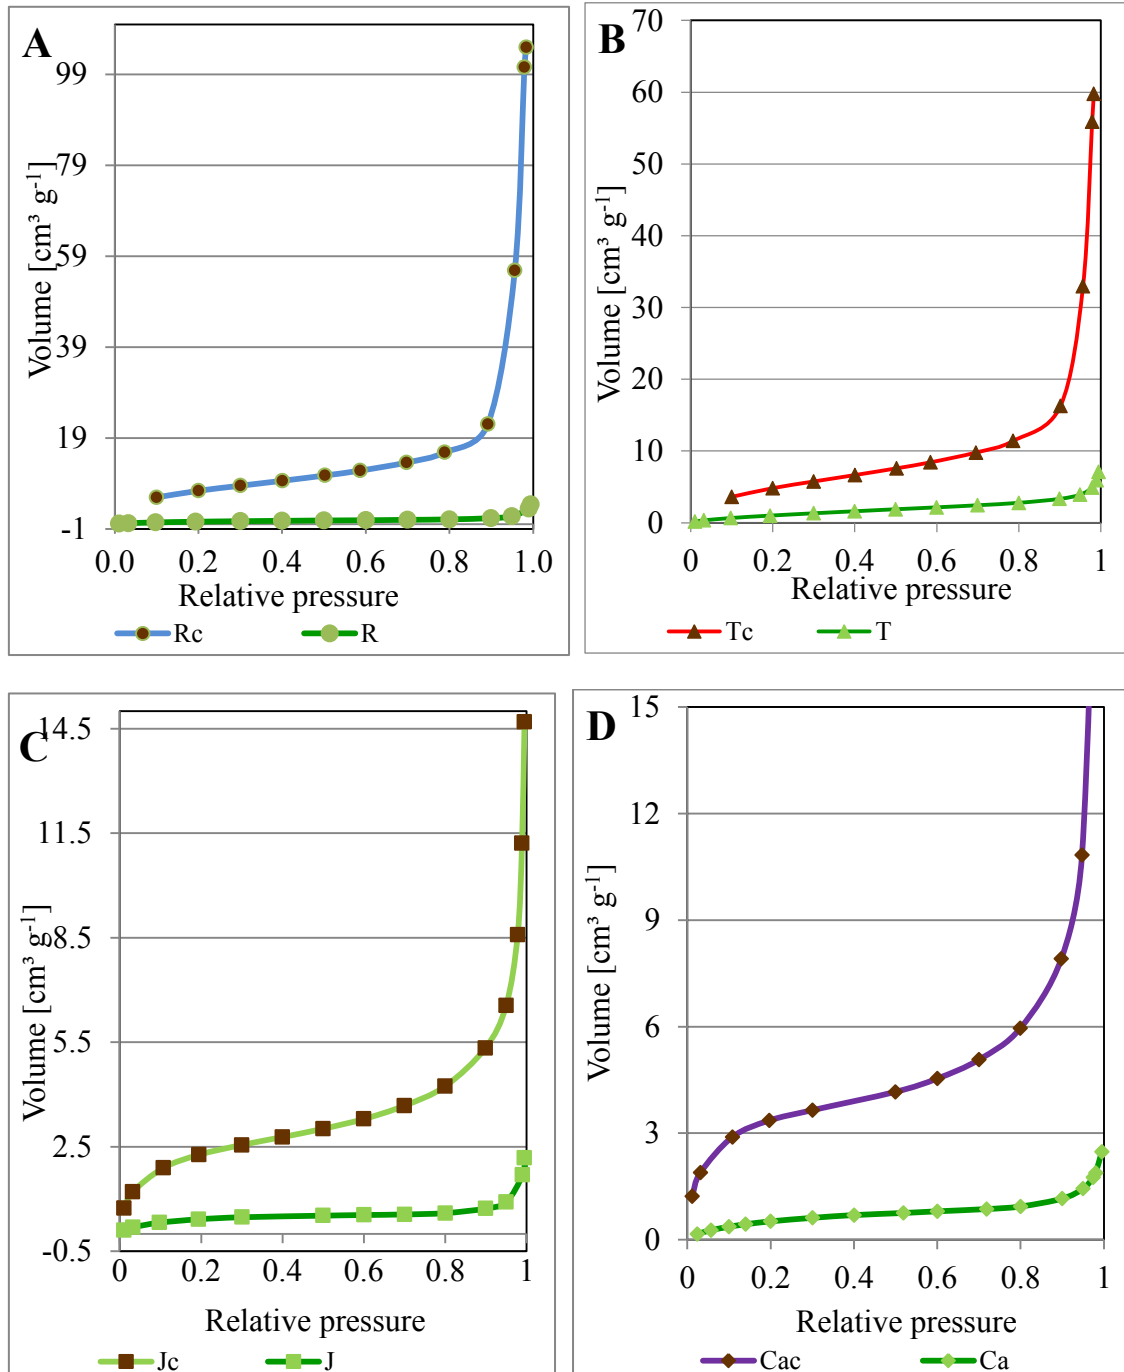 A
Volume [cm³ g⁻¹]
99
79
59
39
19
-1
0.0 0.2 0.4 0.6 0.8 1.0
Relative pressure
Rc R
B
Volume [cm³ g⁻¹]
70
60
50
40
30
20
10
0
0 0.2 0.4 0.6 0.8 1
Relative pressure
Tc T
C
Volume [cm³ g⁻¹]
14.5
11.5
8.5
5.5
2.5
-0.5
0 0.2 0.4 0.6 0.8 1
Relative pressure
Jc J
D
Volume [cm³ g⁻¹]
15
12
9
6
3
0
0 0.2 0.4 0.6 0.8 1
Relative pressure
Cac Ca